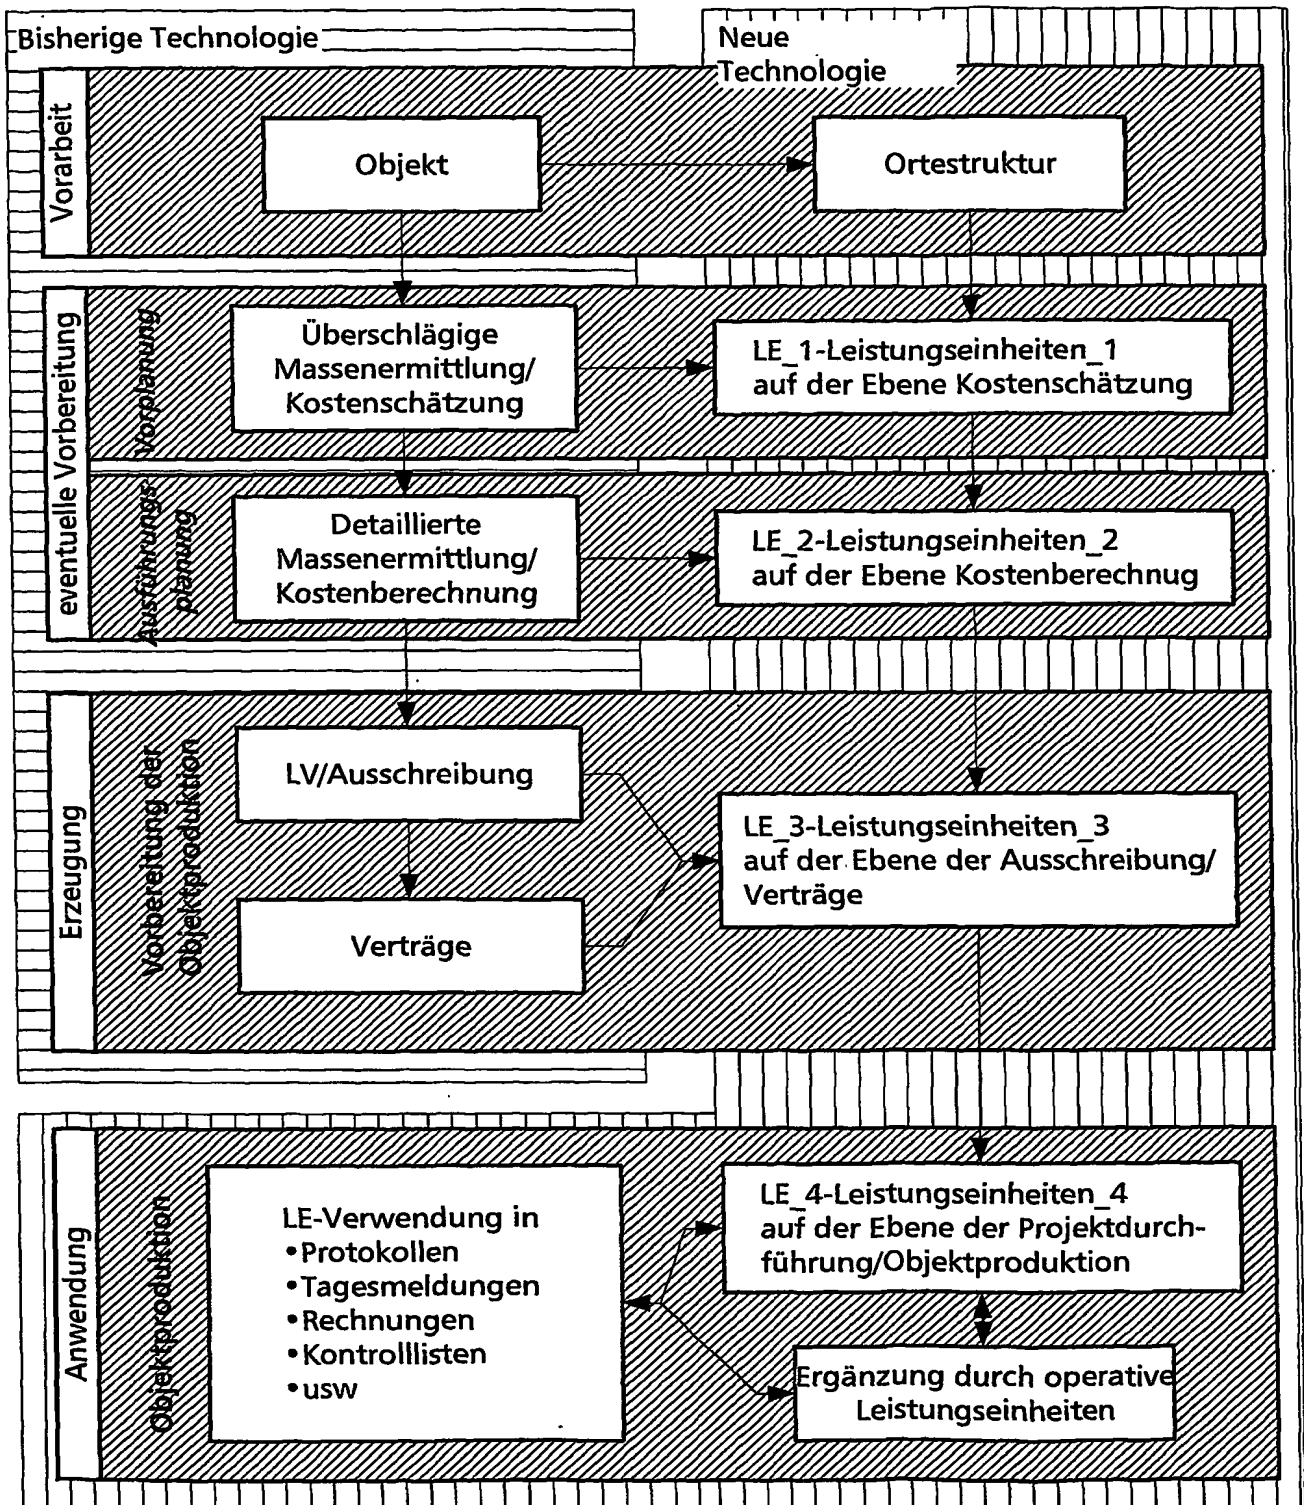 Bisherige Technologie
Neue
Technologie
Vorarbeit
Objekt
Ortestruktur
eventuelle Vorbereitung
Vorplanung
Überschlägige
Massenermittlung/
Kostenschätzung
LE_1-Leistungseinheiten_1
auf der Ebene Kostenschätzung
Ausführungs-
planung
Detaillierte
Massenermittlung/
Kostenberechnung
LE_2-Leistungseinheiten_2
auf der Ebene Kostenberechnug
Erzeugung
Vorbereitung der
Objektproduktion
LV/Ausschreibung
Verträge
LE_3-Leistungseinheiten_3
auf der Ebene der Ausschreibung/
Verträge
Anwendung
Objektproduktion
LE-Verwendung in
•Protokollen
•Tagesmeldungen
•Rechnungen
•Kontrolllisten
•usw
LE_4-Leistungseinheiten_4
auf der Ebene der Projektdurch-
führung/Objektproduktion
Ergänzung durch operative
Leistungseinheiten